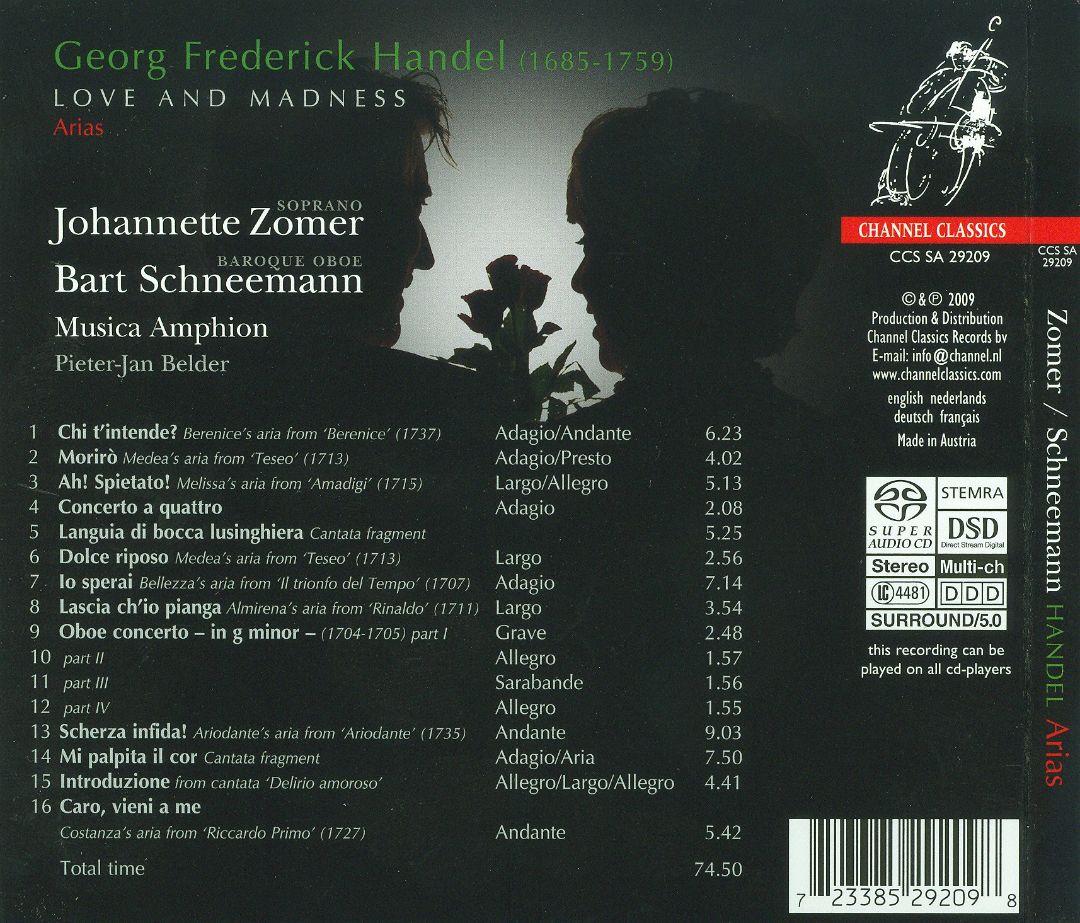 Georg Frederick Handel (1685-1759)
LOVE AND MADNESS
Arias
SOPRANO
Johannette Zomer
BAROQUE OBOE
Bart Schneemann
Musica Amphion
Pieter-Jan Belder
1 Chi t'intende? Berenice's aria from 'Berenice' (1737) Adagio/Andante 6.23
2 Morirò Medea's aria from 'Teseo' (1713) Adagio/Presto 4.02
3 Ah! Spietato! Melissa's aria from 'Amadigi' (1715) Largo/Allegro 5.13
4 Concerto a quattro Adagio 2.08
5 Languia di bocca lusinghiera Cantata fragment 5.25
6 Dolce riposo Medea's aria from 'Teseo' (1713) Largo 2.56
7 Io sperai Bellezza's aria from 'Il trionfo del Tempo' (1707) Adagio 7.14
8 Lascia ch'io pianga Almirena's aria from 'Rinaldo' (1711) Largo 3.54
9 Oboe concerto – in g minor – (1704-1705) part I Grave 2.48
10 part II Allegro 1.57
11 part III Sarabande 1.56
12 part IV Allegro 1.55
13 Scherza infida! Ariodante's aria from 'Ariodante' (1735) Andante 9.03
14 Mi palpita il cor Cantata fragment Adagio/Aria 7.50
15 Introduzione from cantata 'Delirio amoroso' Allegro/Largo/Allegro 4.41
16 Caro, vieni a me
Costanza's aria from 'Riccardo Primo' (1727) Andante 5.42
Total time 74.50
CHANNEL CLASSICS
CCS SA 29209
© & ℗ 2009
Production & Distribution
Channel Classics Records bv
E-mail: info@channel.nl
www.channelclassics.com
english nederlands
deutsch français
Made in Austria
SUPER AUDIO CD
STEMRA
DSD
Direct Stream Digital
Stereo Multi-ch
LC 4481 DDD
SURROUND/5.0
this recording can be
played on all cd-players
7 23385 29209 8
CCS SA
29209
Zomer / Schneemann HANDEL Arias